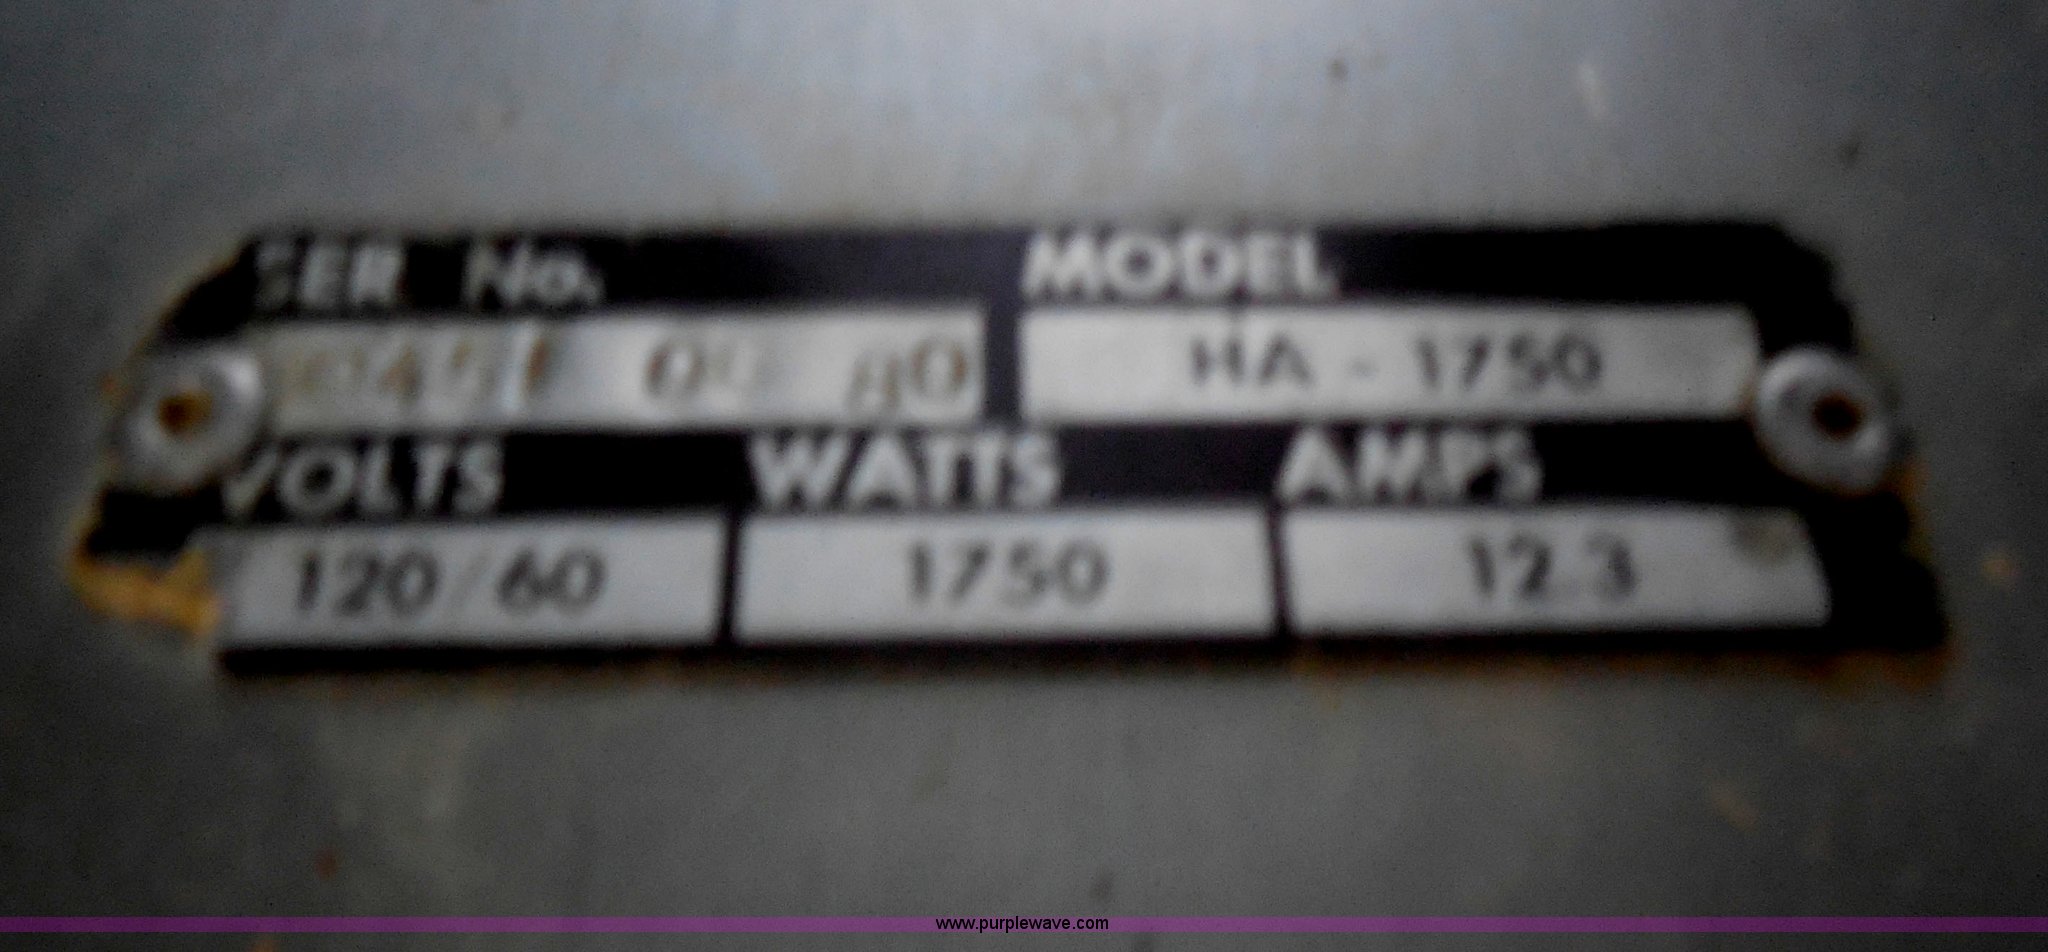 SER No. MODEL
HA - 1750
VOLTS WATTS AMPS
120/60 1750 12.3
www.purplewave.com